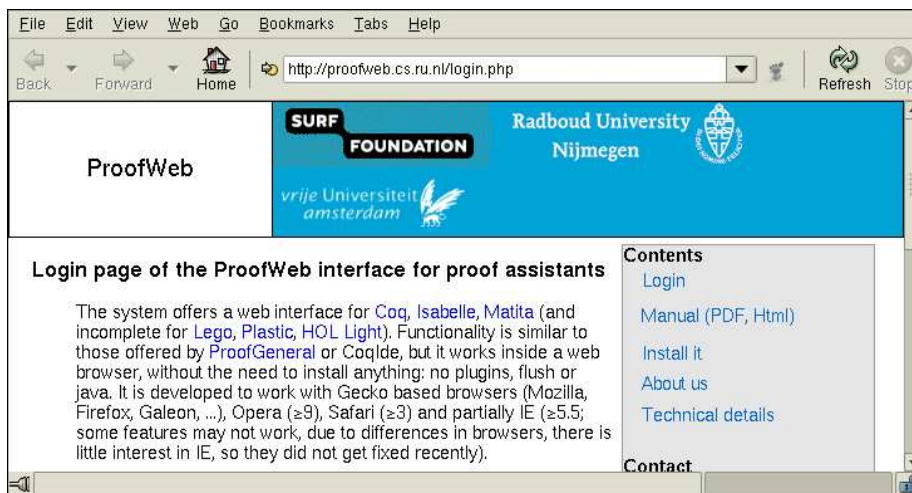 File Edit View Web Go Bookmarks Tabs Help
Back Forward Home http://proofweb.cs.ru.nl/login.php Refresh Stop
ProofWeb
SURF
FOUNDATION
Radboud University
Nijmegen
vrije Universiteit
amsterdam
Login page of the ProofWeb interface for proof assistants
The system offers a web interface for Coq, Isabelle, Matita (and
incomplete for Lego, Plastic, HOL Light). Functionality is similar to
those offered by ProofGeneral or CoqIde, but it works inside a web
browser, without the need to install anything: no plugins, flush or
java. It is developed to work with Gecko based browsers (Mozilla,
Firefox, Galeon, ...), Opera (≥9), Safari (≥3) and partially IE (≥5.5;
some features may not work, due to differences in browsers, there is
little interest in IE, so they did not get fixed recently).
Contents
Login
Manual (PDF, Html)
Install it
About us
Technical details
Contact